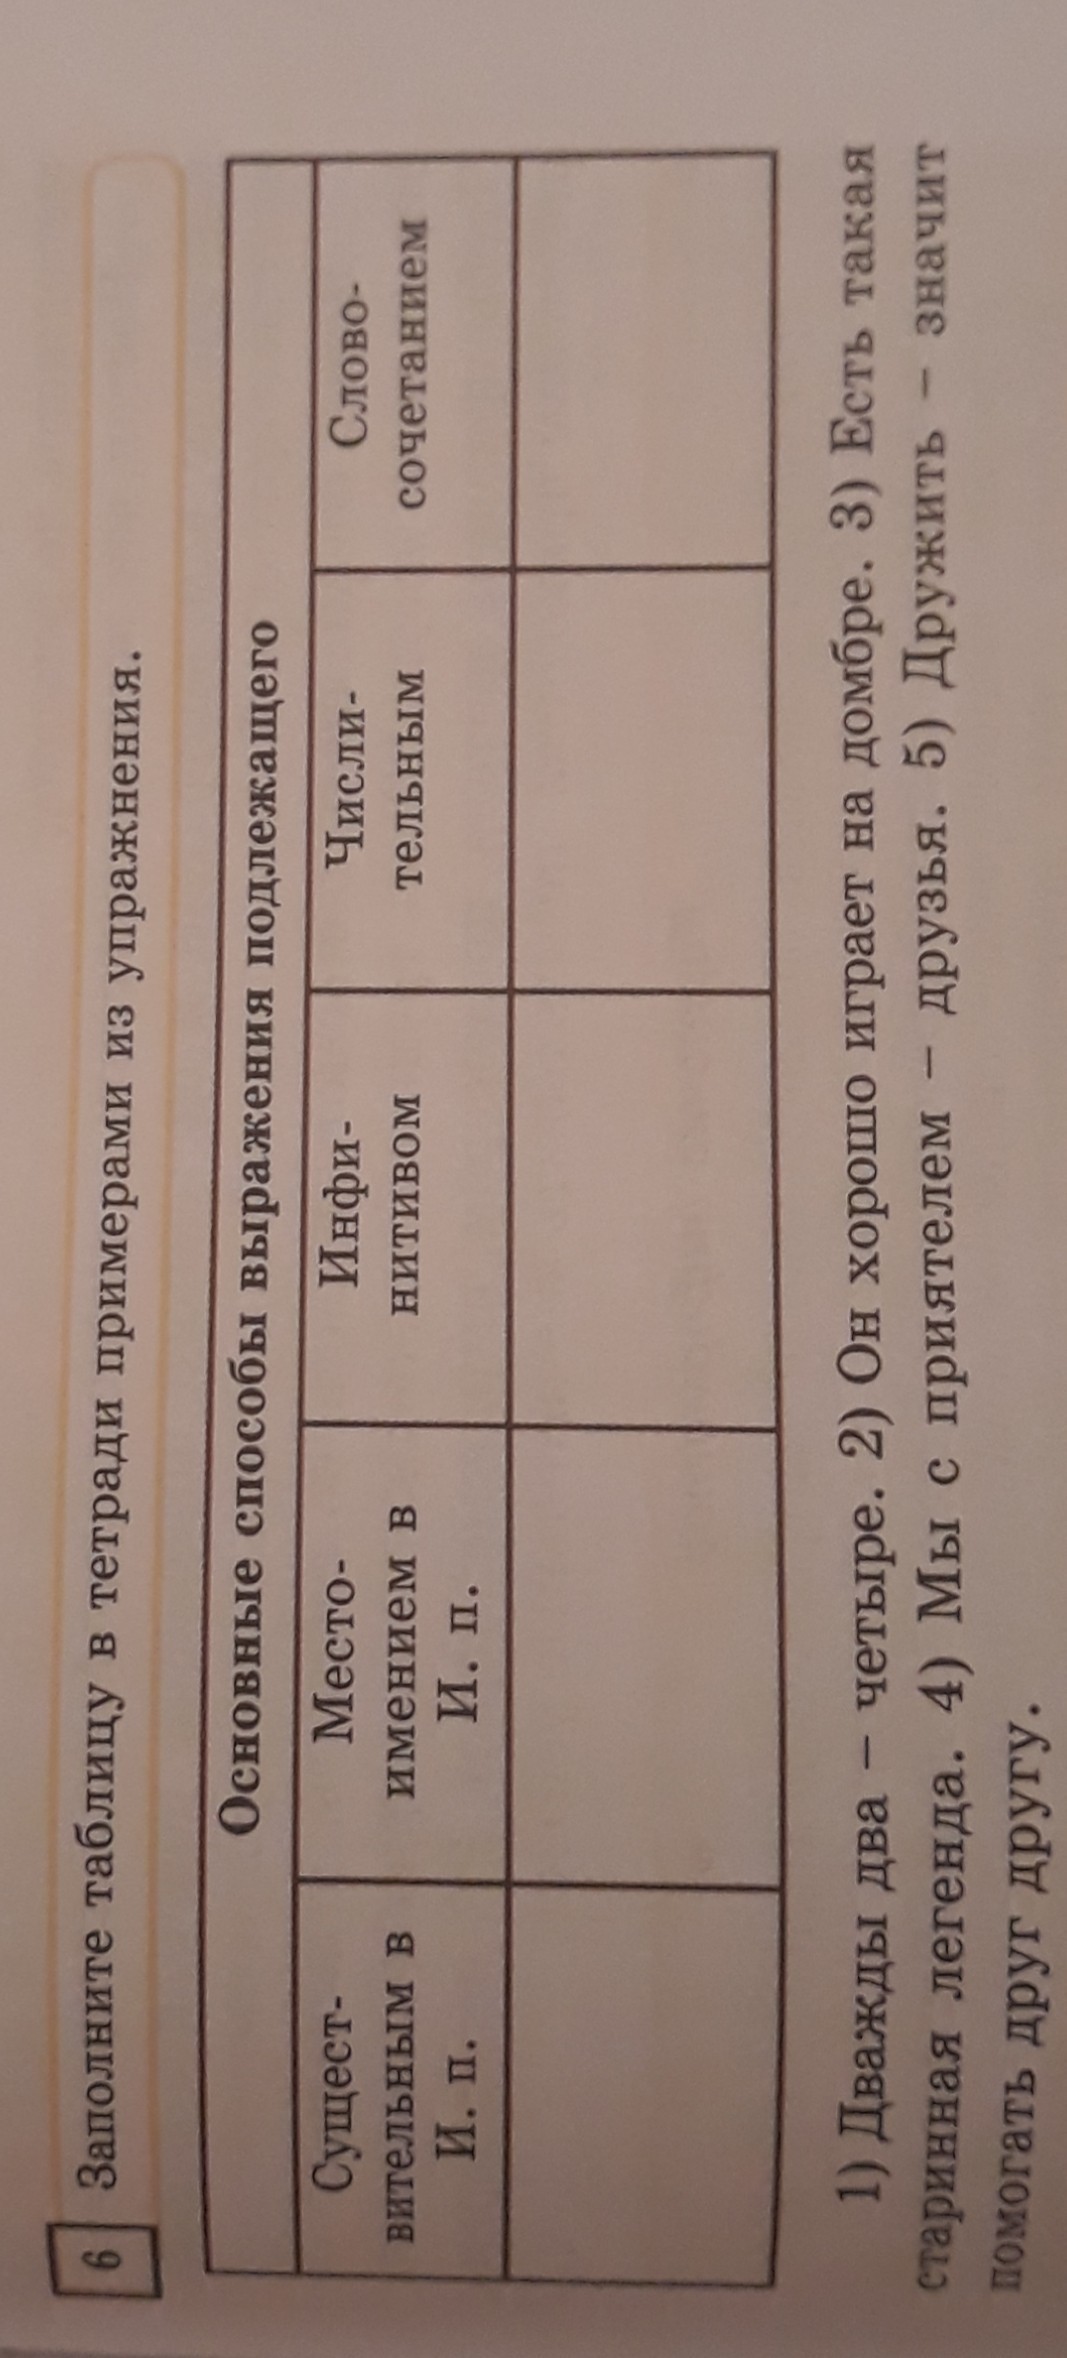 6 Заполните таблицу в тетради примерами из упражнения.
Основные способы выражения подлежащего
Сущест-
вительным в
И. п.
Место-
имением в
И. п.
Инфи-
нитивом
Числи-
тельным
Слово-
сочетанием
1) Дважды два – четыре. 2) Он хорошо играет на домбре. 3) Есть такая
старинная легенда. 4) Мы с приятелем – друзья. 5) Дружить – значит
помогать друг другу.